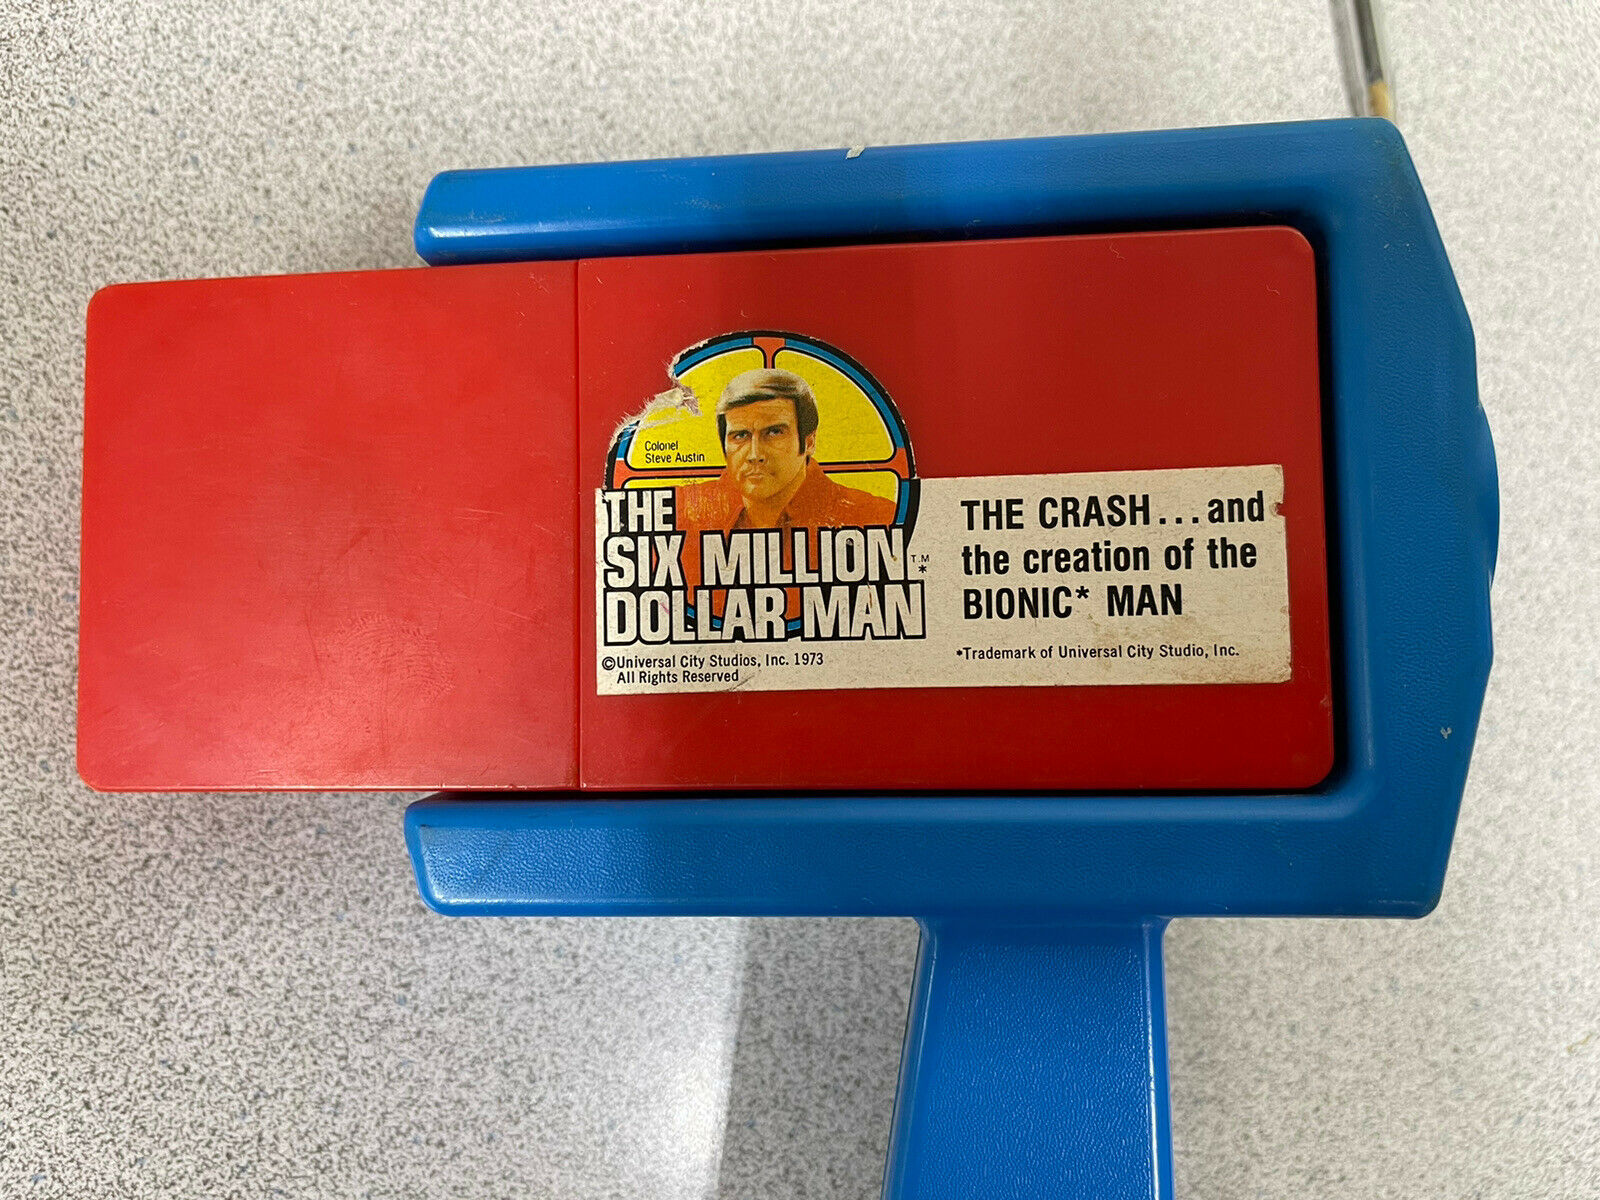 Colonel
Steve Austin
THE
SIX MILLION
DOLLAR MAN
T.M
*
©Universal City Studios, Inc. 1973
All Rights Reserved
THE CRASH...and
the creation of the
BIONIC* MAN
*Trademark of Universal City Studio, Inc.